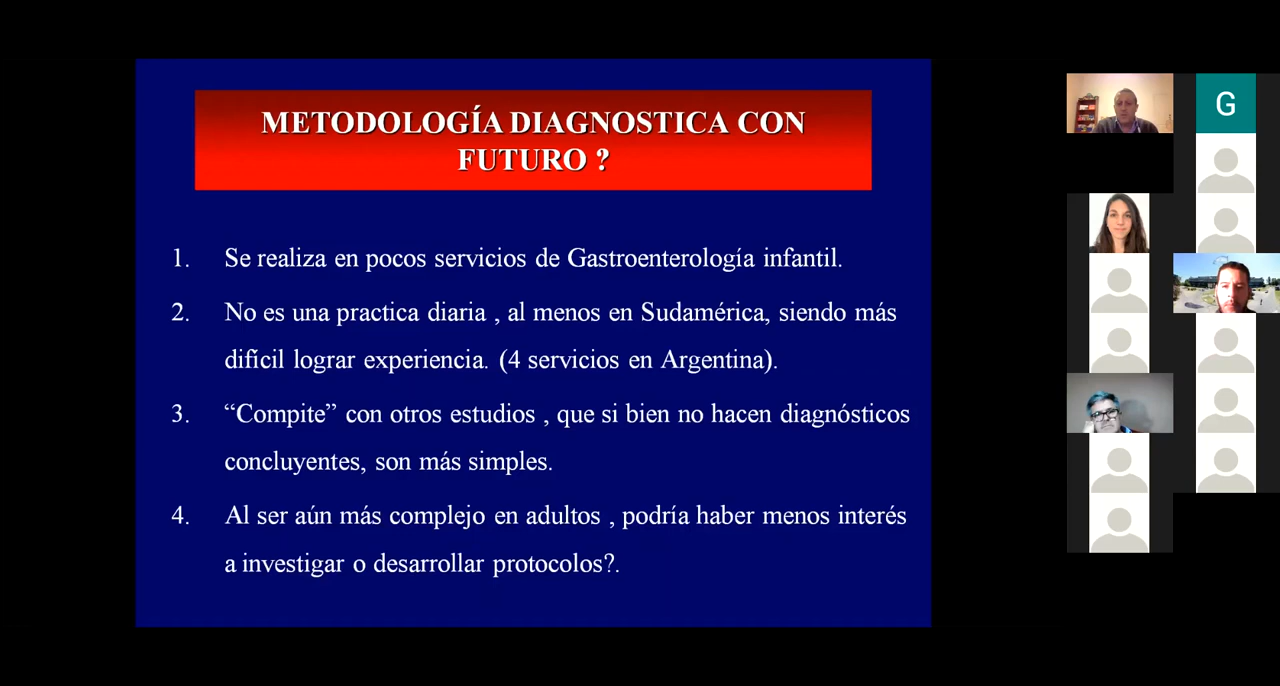 METODOLOGÍA DIAGNOSTICA CON
FUTURO ?
1. Se realiza en pocos servicios de Gastroenterología infantil.
2. No es una practica diaria , al menos en Sudamérica, siendo más
difícil lograr experiencia. (4 servicios en Argentina).
3. “Compite” con otros estudios , que si bien no hacen diagnósticos
concluyentes, son más simples.
4. Al ser aún más complejo en adultos , podría haber menos interés
a investigar o desarrollar protocolos?.
G